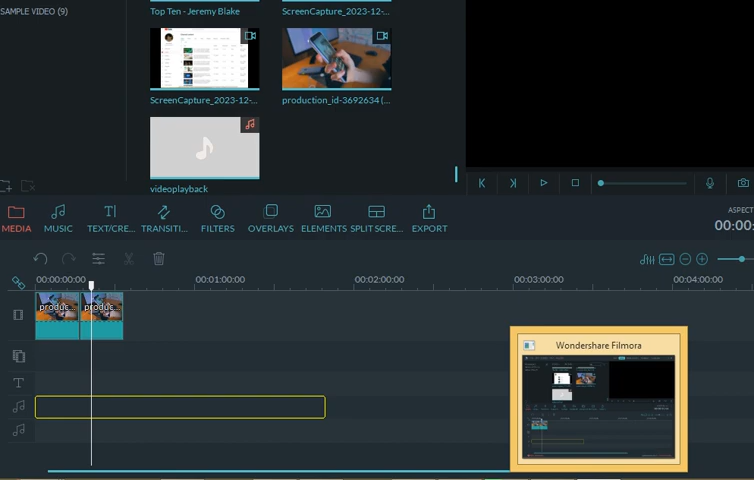 SAMPLE VIDEO (9)
Top Ten - Jeremy Blake
ScreenCapture_2023-12-...
ScreenCapture_2023-12-...
production_id-3692634 (...
videoplayback
MEDIA
MUSIC
TEXT/CRE...
TRANSITI...
FILTERS
OVERLAYS
ELEMENTS
SPLIT SCRE...
EXPORT
ASPECT
00:00:
00:00:00:00
00:01:00:00
00:02:00:00
00:03:00:00
00:04:00:00
produc...
produc...
Wondershare Filmora